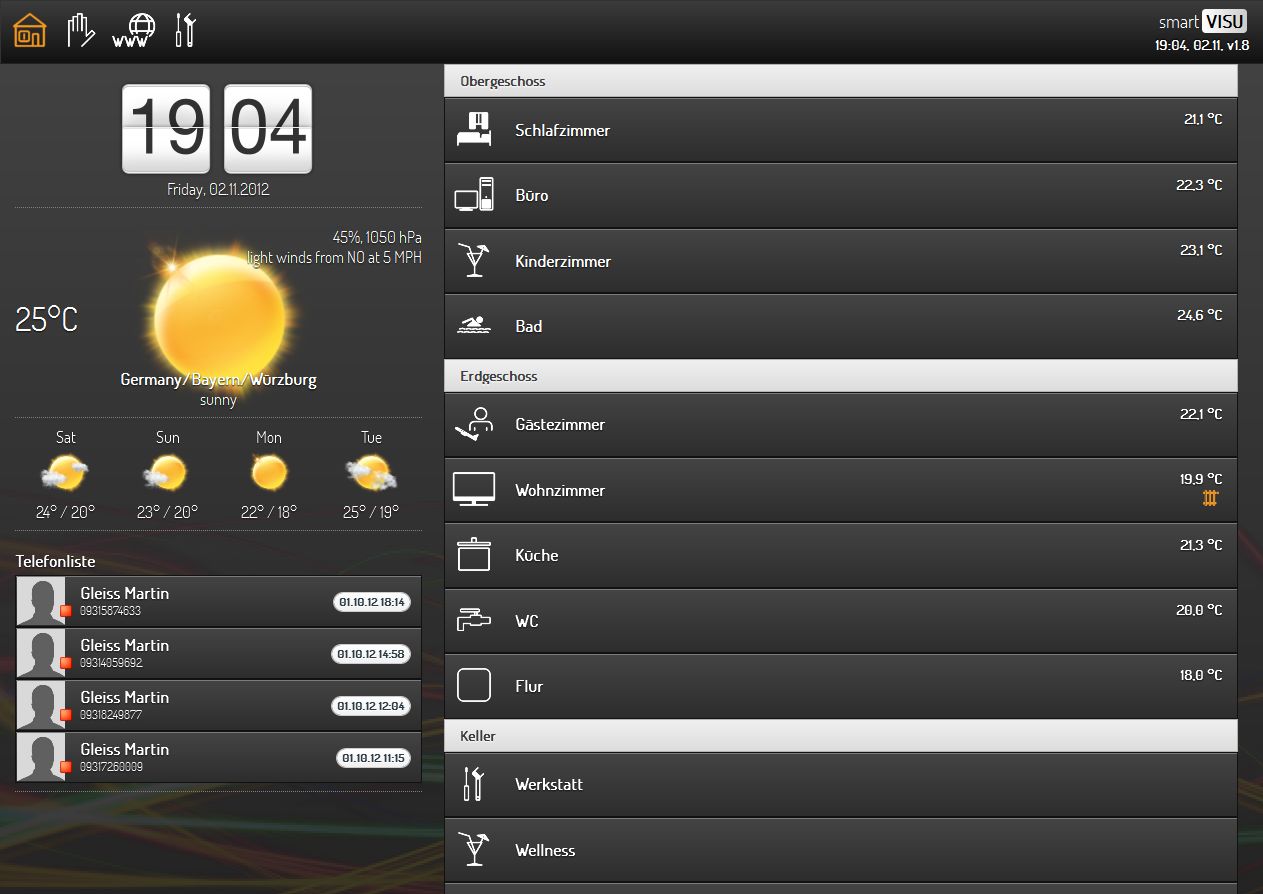 www
smart VISU
19:04, 02.11, v1.8
19 04
Friday, 02.11.2012
45%, 1050 hPa
light winds from NO at 5 MPH
25°C
Germany/Bayern/Würzburg
sunny
Sat Sun Mon Tue
24° / 20° 23° / 20° 22° / 18° 25° / 19°
Telefonliste
Gleiss Martin
09315874633
01.10.12 18:14
Gleiss Martin
09314059692
01.10.12 14:58
Gleiss Martin
09318249877
01.10.12 12:04
Gleiss Martin
09317260009
01.10.12 11:15
Obergeschoss
Schlafzimmer 21,1 °C
Büro 22,3 °C
Kinderzimmer 23,1 °C
Bad 24,6 °C
Erdgeschoss
Gästezimmer 22,1 °C
Wohnzimmer 19,9 °C
Küche 21,3 °C
WC 20,0 °C
Flur 18,0 °C
Keller
Werkstatt
Wellness